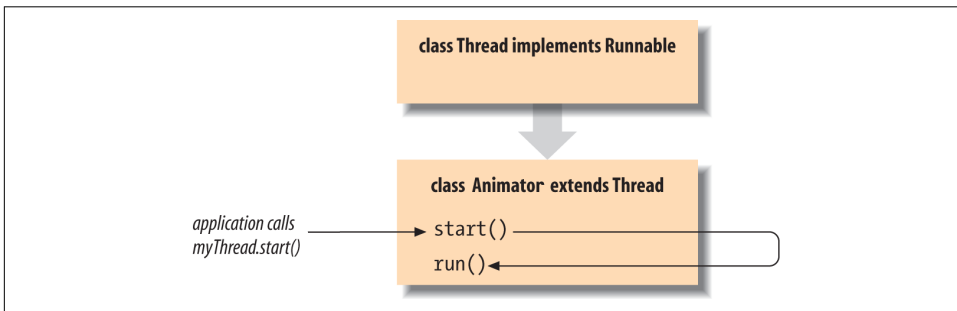 class Thread implements Runnable
class Animator extends Thread
application calls
myThread.start()
start()
run()